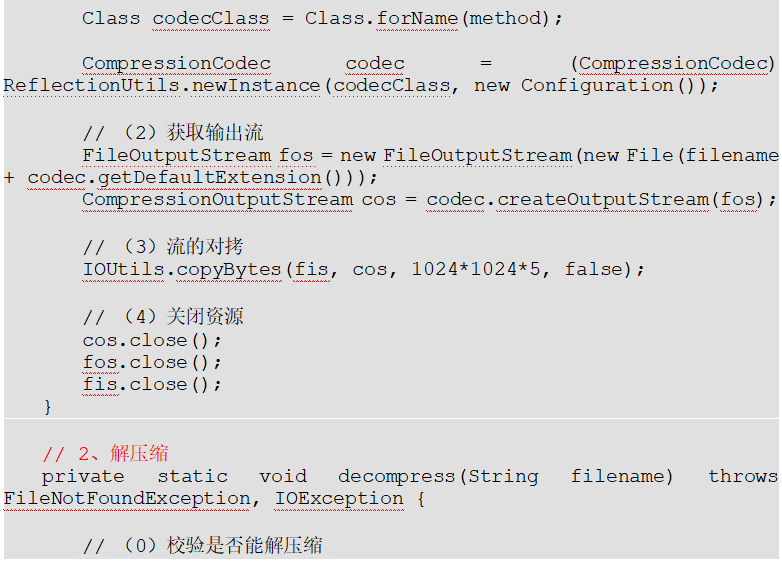 Class codecClass = Class.forName(method);
CompressionCodec codec = (CompressionCodec)
ReflectionUtils.newInstance(codecClass, new Configuration());
// （2）获取输出流
FileOutputStream fos = new FileOutputStream(new File(filename
+ codec.getDefaultExtension()));
CompressionOutputStream cos = codec.createOutputStream(fos);
// （3）流的对拷
IOUtils.copyBytes(fis, cos, 1024*1024*5, false);
// （4）关闭资源
cos.close();
fos.close();
fis.close();
}
// 2、解压缩
private static void decompress(String filename) throws
FileNotFoundException, IOException {
// （0）校验是否能解压缩